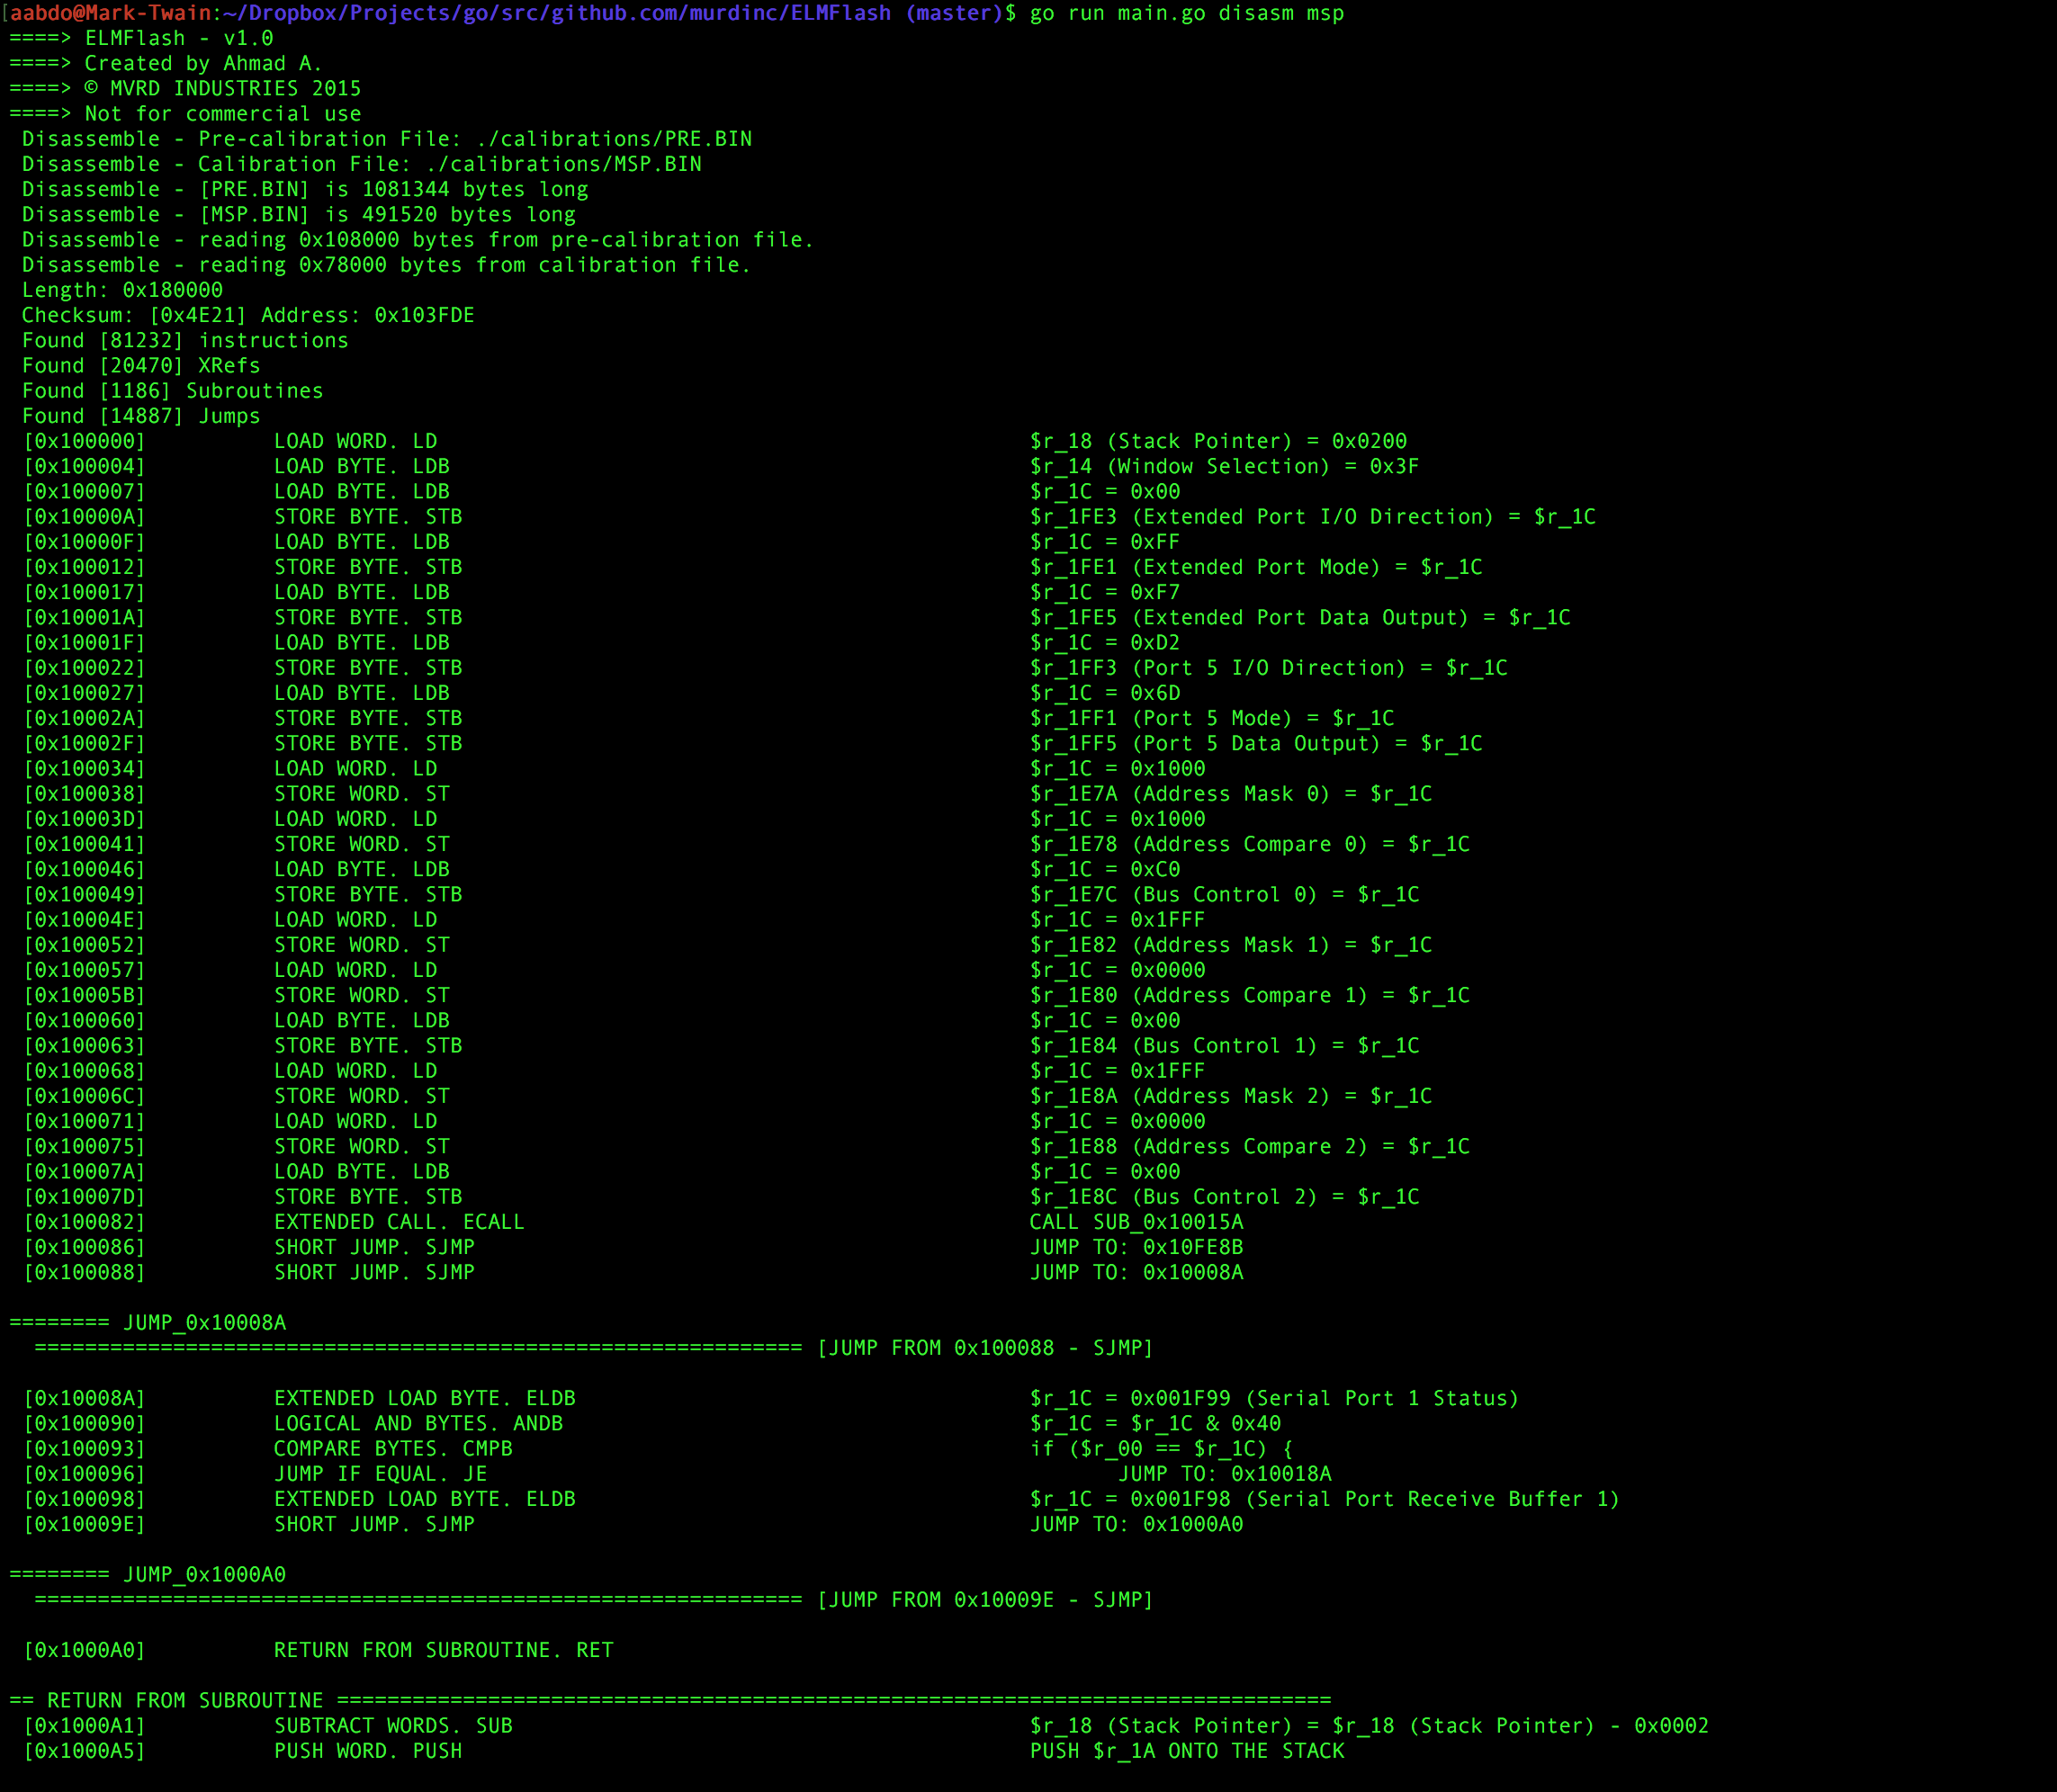 [aabdo@Mark-Twain:~/Dropbox/Projects/go/src/github.com/murdinc/ELMFlash (master)$ go run main.go disasm msp
====> ELMFlash - v1.0
====> Created by Ahmad A.
====> © MVRD INDUSTRIES 2015
====> Not for commercial use
Disassemble - Pre-calibration File: ./calibrations/PRE.BIN
Disassemble - Calibration File: ./calibrations/MSP.BIN
Disassemble - [PRE.BIN] is 1081344 bytes long
Disassemble - [MSP.BIN] is 491520 bytes long
Disassemble - reading 0x108000 bytes from pre-calibration file.
Disassemble - reading 0x78000 bytes from calibration file.
Length: 0x180000
Checksum: [0x4E21] Address: 0x103FDE
Found [81232] instructions
Found [20470] XRefs
Found [1186] Subroutines
Found [14887] Jumps
[0x100000] LOAD WORD. LD $r_18 (Stack Pointer) = 0x0200
[0x100004] LOAD BYTE. LDB $r_14 (Window Selection) = 0x3F
[0x100007] LOAD BYTE. LDB $r_1C = 0x00
[0x10000A] STORE BYTE. STB $r_1FE3 (Extended Port I/O Direction) = $r_1C
[0x10000F] LOAD BYTE. LDB $r_1C = 0xFF
[0x100012] STORE BYTE. STB $r_1FE1 (Extended Port Mode) = $r_1C
[0x100017] LOAD BYTE. LDB $r_1C = 0xF7
[0x10001A] STORE BYTE. STB $r_1FE5 (Extended Port Data Output) = $r_1C
[0x10001F] LOAD BYTE. LDB $r_1C = 0xD2
[0x100022] STORE BYTE. STB $r_1FF3 (Port 5 I/O Direction) = $r_1C
[0x100027] LOAD BYTE. LDB $r_1C = 0x6D
[0x10002A] STORE BYTE. STB $r_1FF1 (Port 5 Mode) = $r_1C
[0x10002F] STORE BYTE. STB $r_1FF5 (Port 5 Data Output) = $r_1C
[0x100034] LOAD WORD. LD $r_1C = 0x1000
[0x100038] STORE WORD. ST $r_1E7A (Address Mask 0) = $r_1C
[0x10003D] LOAD WORD. LD $r_1C = 0x1000
[0x100041] STORE WORD. ST $r_1E78 (Address Compare 0) = $r_1C
[0x100046] LOAD BYTE. LDB $r_1C = 0xC0
[0x100049] STORE BYTE. STB $r_1E7C (Bus Control 0) = $r_1C
[0x10004E] LOAD WORD. LD $r_1C = 0x1FFF
[0x100052] STORE WORD. ST $r_1E82 (Address Mask 1) = $r_1C
[0x100057] LOAD WORD. LD $r_1C = 0x0000
[0x10005B] STORE WORD. ST $r_1E80 (Address Compare 1) = $r_1C
[0x100060] LOAD BYTE. LDB $r_1C = 0x00
[0x100063] STORE BYTE. STB $r_1E84 (Bus Control 1) = $r_1C
[0x100068] LOAD WORD. LD $r_1C = 0x1FFF
[0x10006C] STORE WORD. ST $r_1E8A (Address Mask 2) = $r_1C
[0x100071] LOAD WORD. LD $r_1C = 0x0000
[0x100075] STORE WORD. ST $r_1E88 (Address Compare 2) = $r_1C
[0x10007A] LOAD BYTE. LDB $r_1C = 0x00
[0x10007D] STORE BYTE. STB $r_1E8C (Bus Control 2) = $r_1C
[0x100082] EXTENDED CALL. ECALL CALL SUB_0x10015A
[0x100086] SHORT JUMP. SJMP JUMP TO: 0x10FE8B
[0x100088] SHORT JUMP. SJMP JUMP TO: 0x10008A
======== JUMP_0x10008A
============================================================= [JUMP FROM 0x100088 - SJMP]
[0x10008A] EXTENDED LOAD BYTE. ELDB $r_1C = 0x001F99 (Serial Port 1 Status)
[0x100090] LOGICAL AND BYTES. ANDB $r_1C = $r_1C & 0x40
[0x100093] COMPARE BYTES. CMPB if ($r_00 == $r_1C) {
[0x100096] JUMP IF EQUAL. JE JUMP TO: 0x10018A
[0x100098] EXTENDED LOAD BYTE. ELDB $r_1C = 0x001F98 (Serial Port Receive Buffer 1)
[0x10009E] SHORT JUMP. SJMP JUMP TO: 0x1000A0
======== JUMP_0x1000A0
============================================================= [JUMP FROM 0x10009E - SJMP]
[0x1000A0] RETURN FROM SUBROUTINE. RET
== RETURN FROM SUBROUTINE ===============================================================================
[0x1000A1] SUBTRACT WORDS. SUB $r_18 (Stack Pointer) = $r_18 (Stack Pointer) - 0x0002
[0x1000A5] PUSH WORD. PUSH PUSH $r_1A ONTO THE STACK